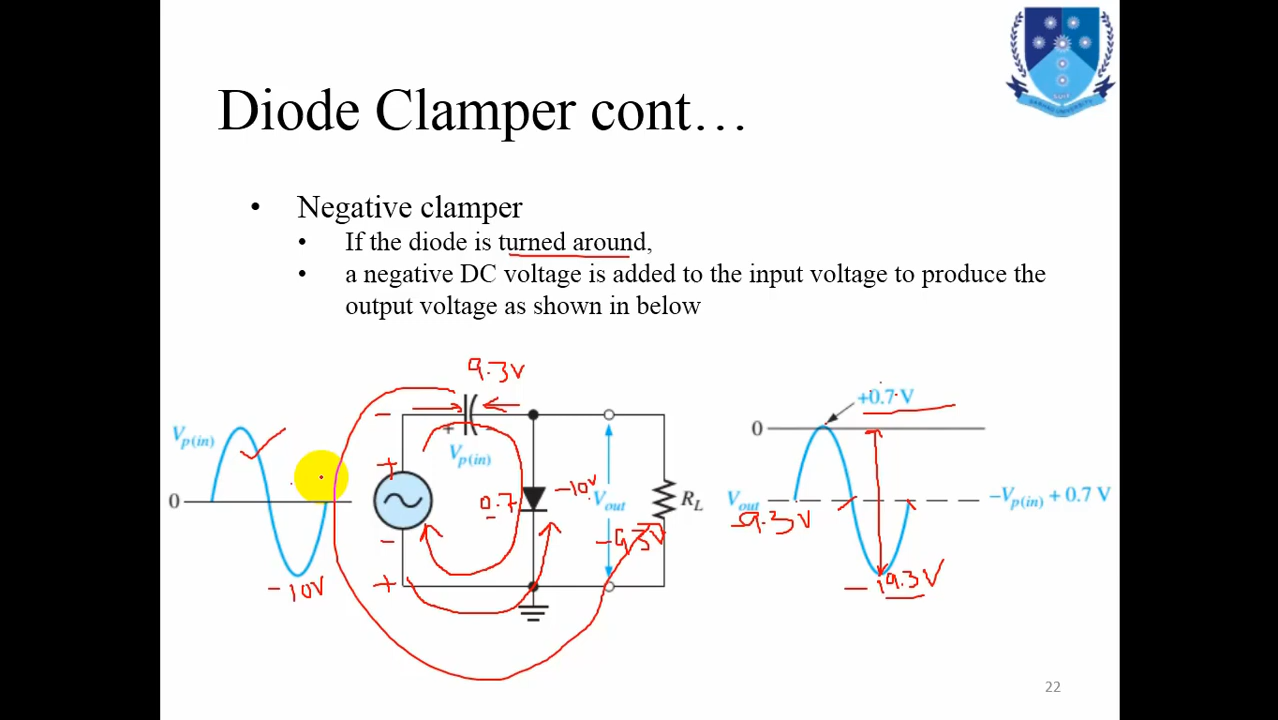 Diode Clamper cont…
• Negative clamper
• If the diode is turned around,
• a negative DC voltage is added to the input voltage to produce the
output voltage as shown in below
9.3V
+0.7 V
Vp(in)
0
-10V
-
+
Vp(in)
+
-
+
0.7
-10V
Vout
-9.3V
RL
0
Vout
-9.3V
–Vp(in) + 0.7 V
-19.3V
22